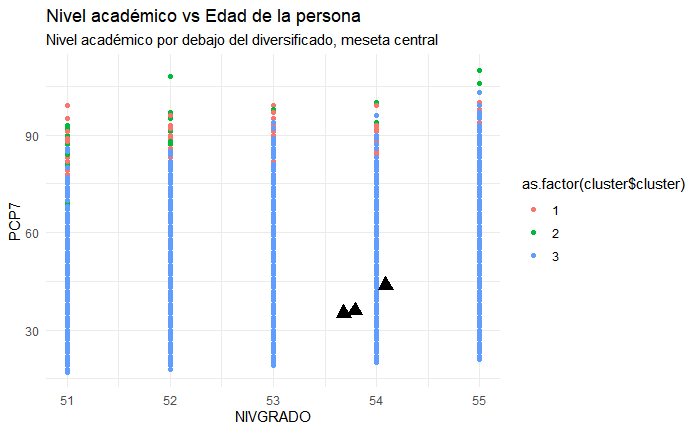 Nivel académico vs Edad de la persona
Nivel académico por debajo del diversificado, meseta central
PCP7
90
60
30
51 52 53 54 55
NIVGRADO
as.factor(cluster$cluster)
1
2
3